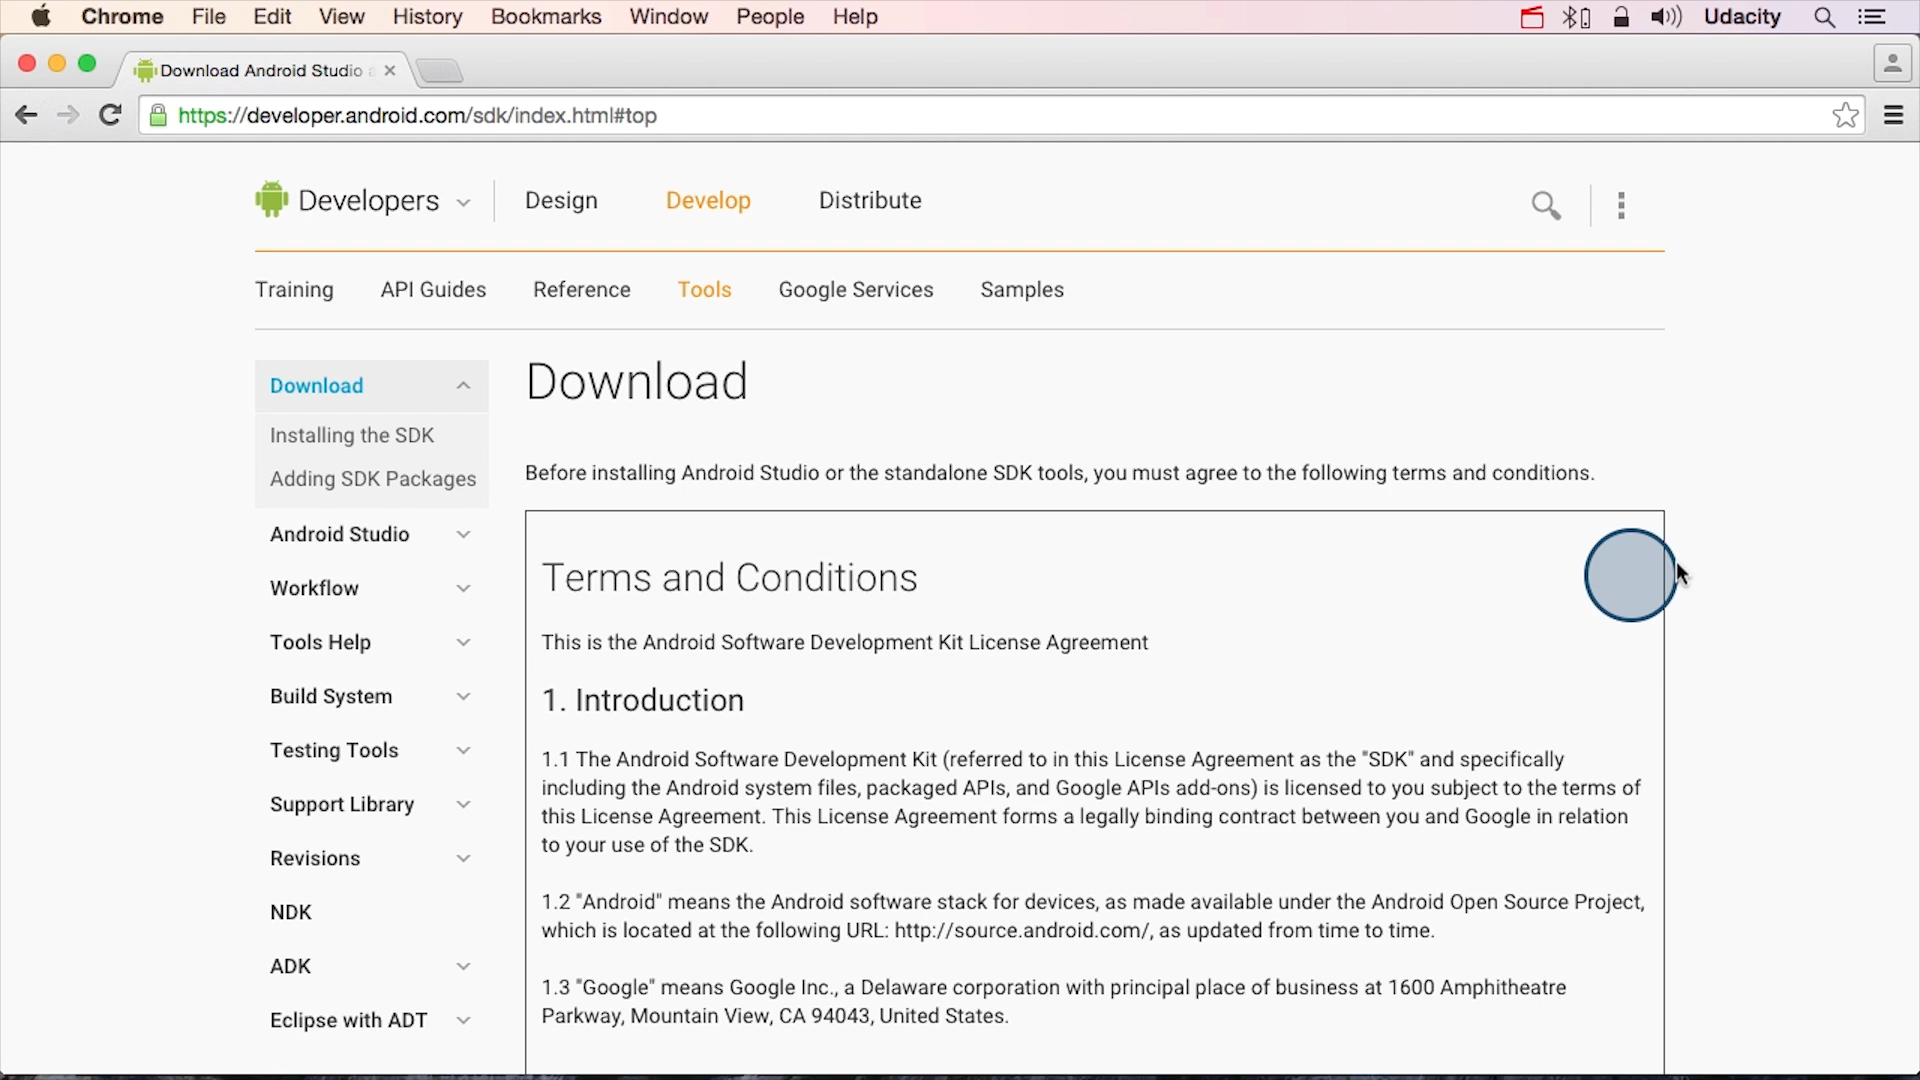 Chrome File Edit View History Bookmarks Window People Help Udacity
Download Android Studio
https://developer.android.com/sdk/index.html#top
Developers Design Develop Distribute
Training API Guides Reference Tools Google Services Samples
Download
Installing the SDK
Adding SDK Packages
Android Studio
Workflow
Tools Help
Build System
Testing Tools
Support Library
Revisions
NDK
ADK
Eclipse with ADT
Download
Before installing Android Studio or the standalone SDK tools, you must agree to the following terms and conditions.
Terms and Conditions
This is the Android Software Development Kit License Agreement
1. Introduction
1.1 The Android Software Development Kit (referred to in this License Agreement as the "SDK" and specifically
including the Android system files, packaged APIs, and Google APIs add-ons) is licensed to you subject to the terms of
this License Agreement. This License Agreement forms a legally binding contract between you and Google in relation
to your use of the SDK.
1.2 "Android" means the Android software stack for devices, as made available under the Android Open Source Project,
which is located at the following URL: http://source.android.com/, as updated from time to time.
1.3 "Google" means Google Inc., a Delaware corporation with principal place of business at 1600 Amphitheatre
Parkway, Mountain View, CA 94043, United States.